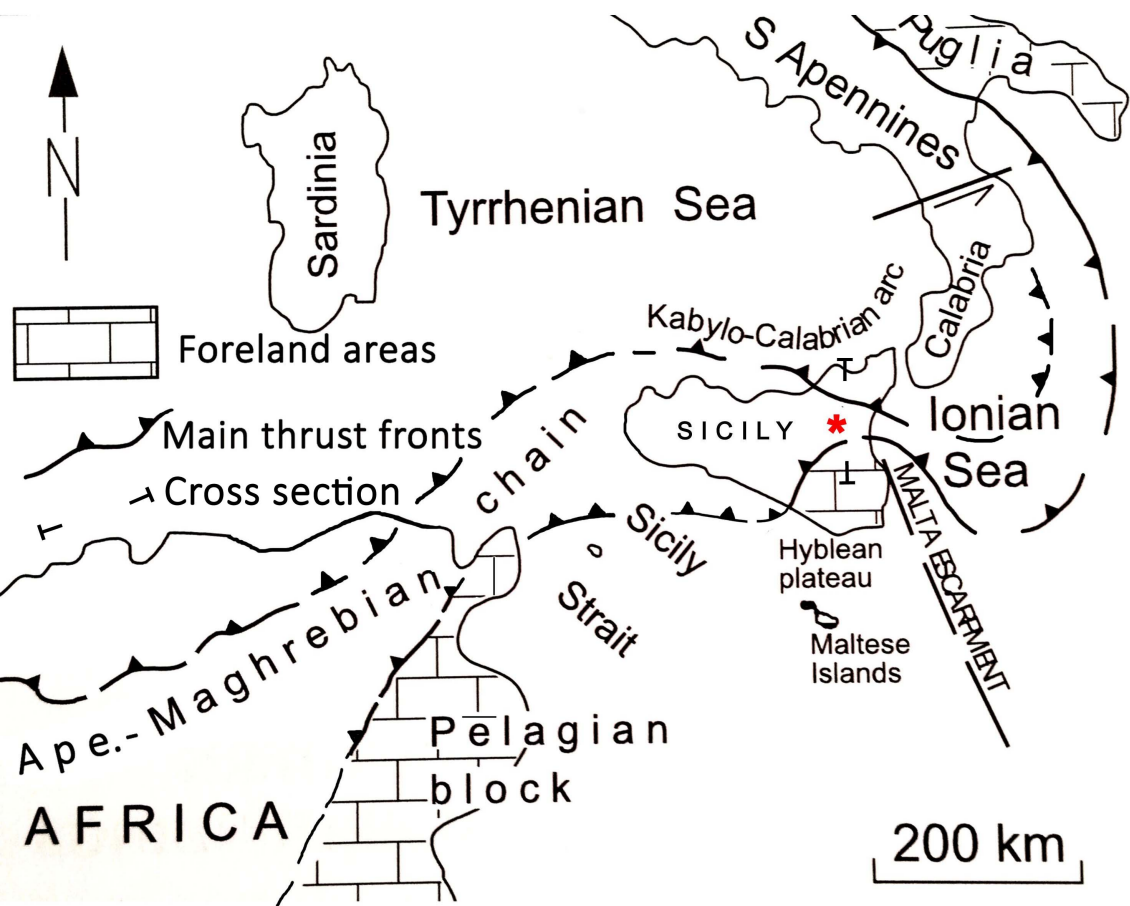 Puglia
S Apennines
N
Sardinia
Tyrrhenian Sea
Calabria
Kabylo-Calabrian arc
Foreland areas
Main thrust fronts
Cross section
chain
SICILY
*
Ionian
Sea
MALTA ESCARPMENT
Sicily
Strait
Hyblean
plateau
Maltese
Islands
Ape.-Maghrebian
Pelagian
block
AFRICA
200 km